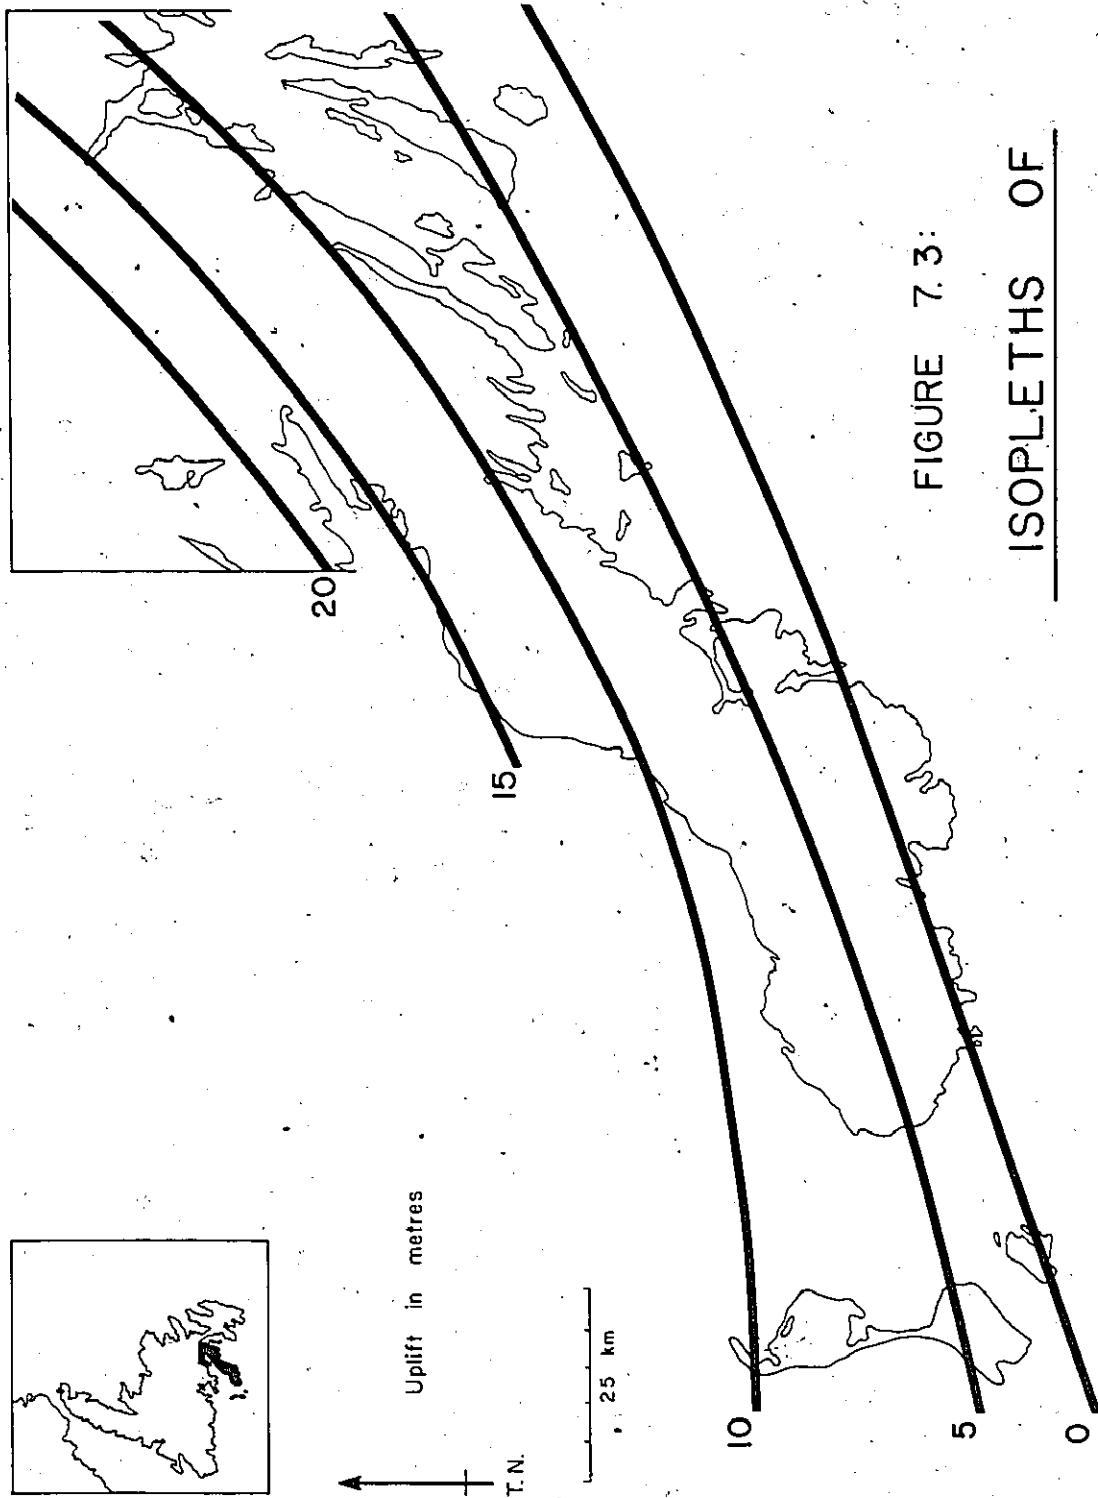 20
15
10
5
0
Uplift in metres
25 km
T. N.
FIGURE 7.3:
ISOPLETHS OF